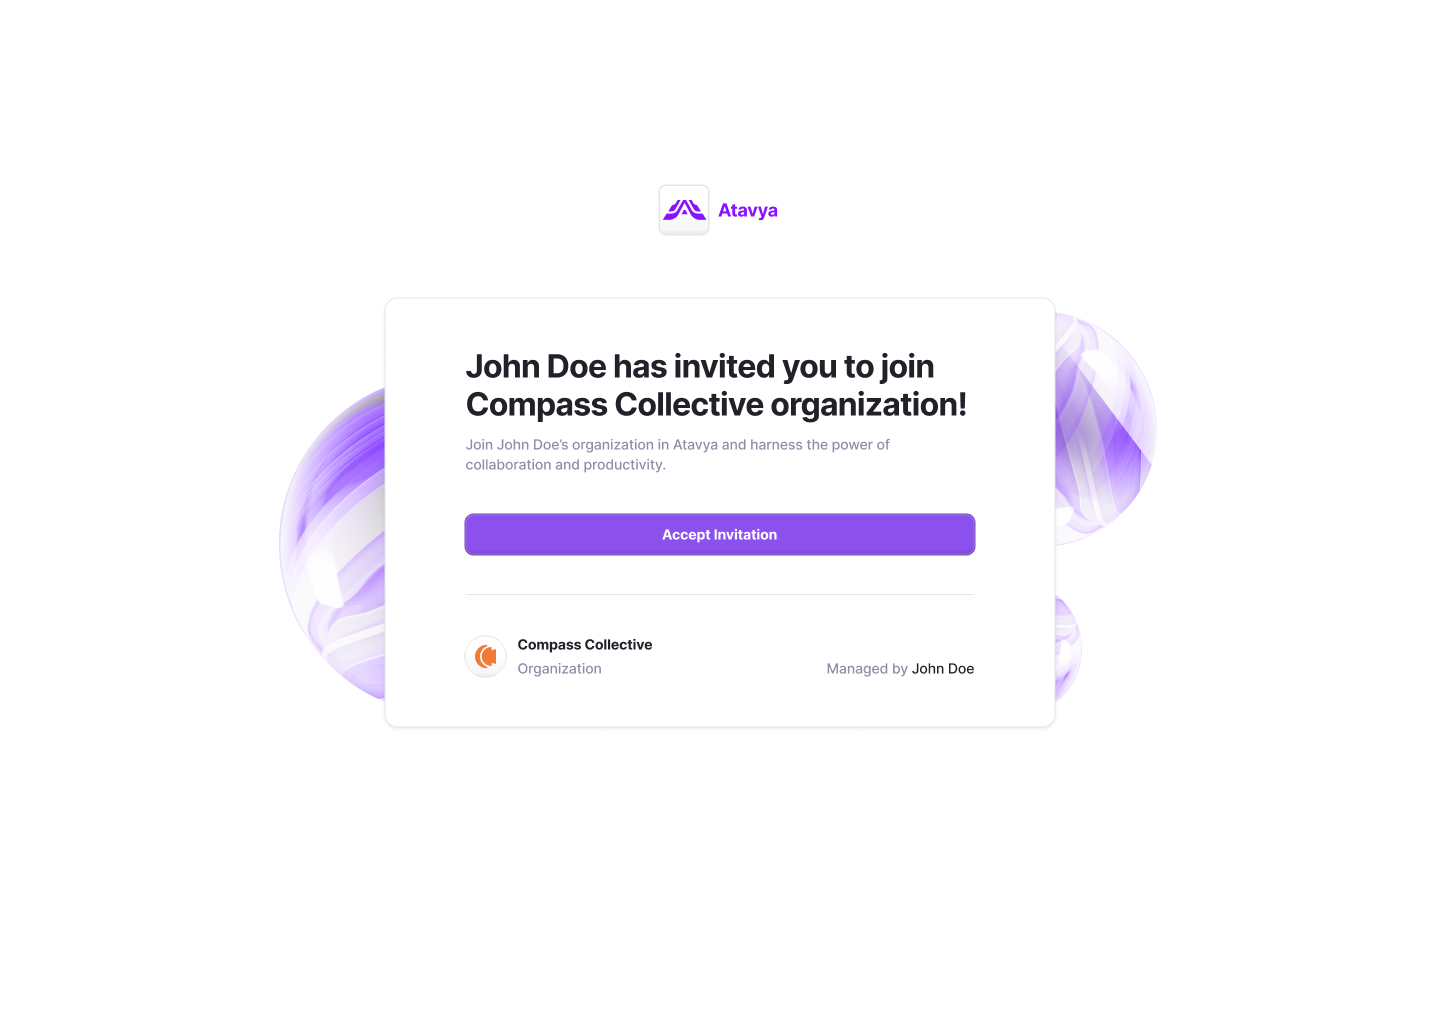 Atavya
John Doe has invited you to join
Compass Collective organization!
Join John Doe’s organization in Atavya and harness the power of
collaboration and productivity.
Accept Invitation
Compass Collective
Organization
Managed by John Doe